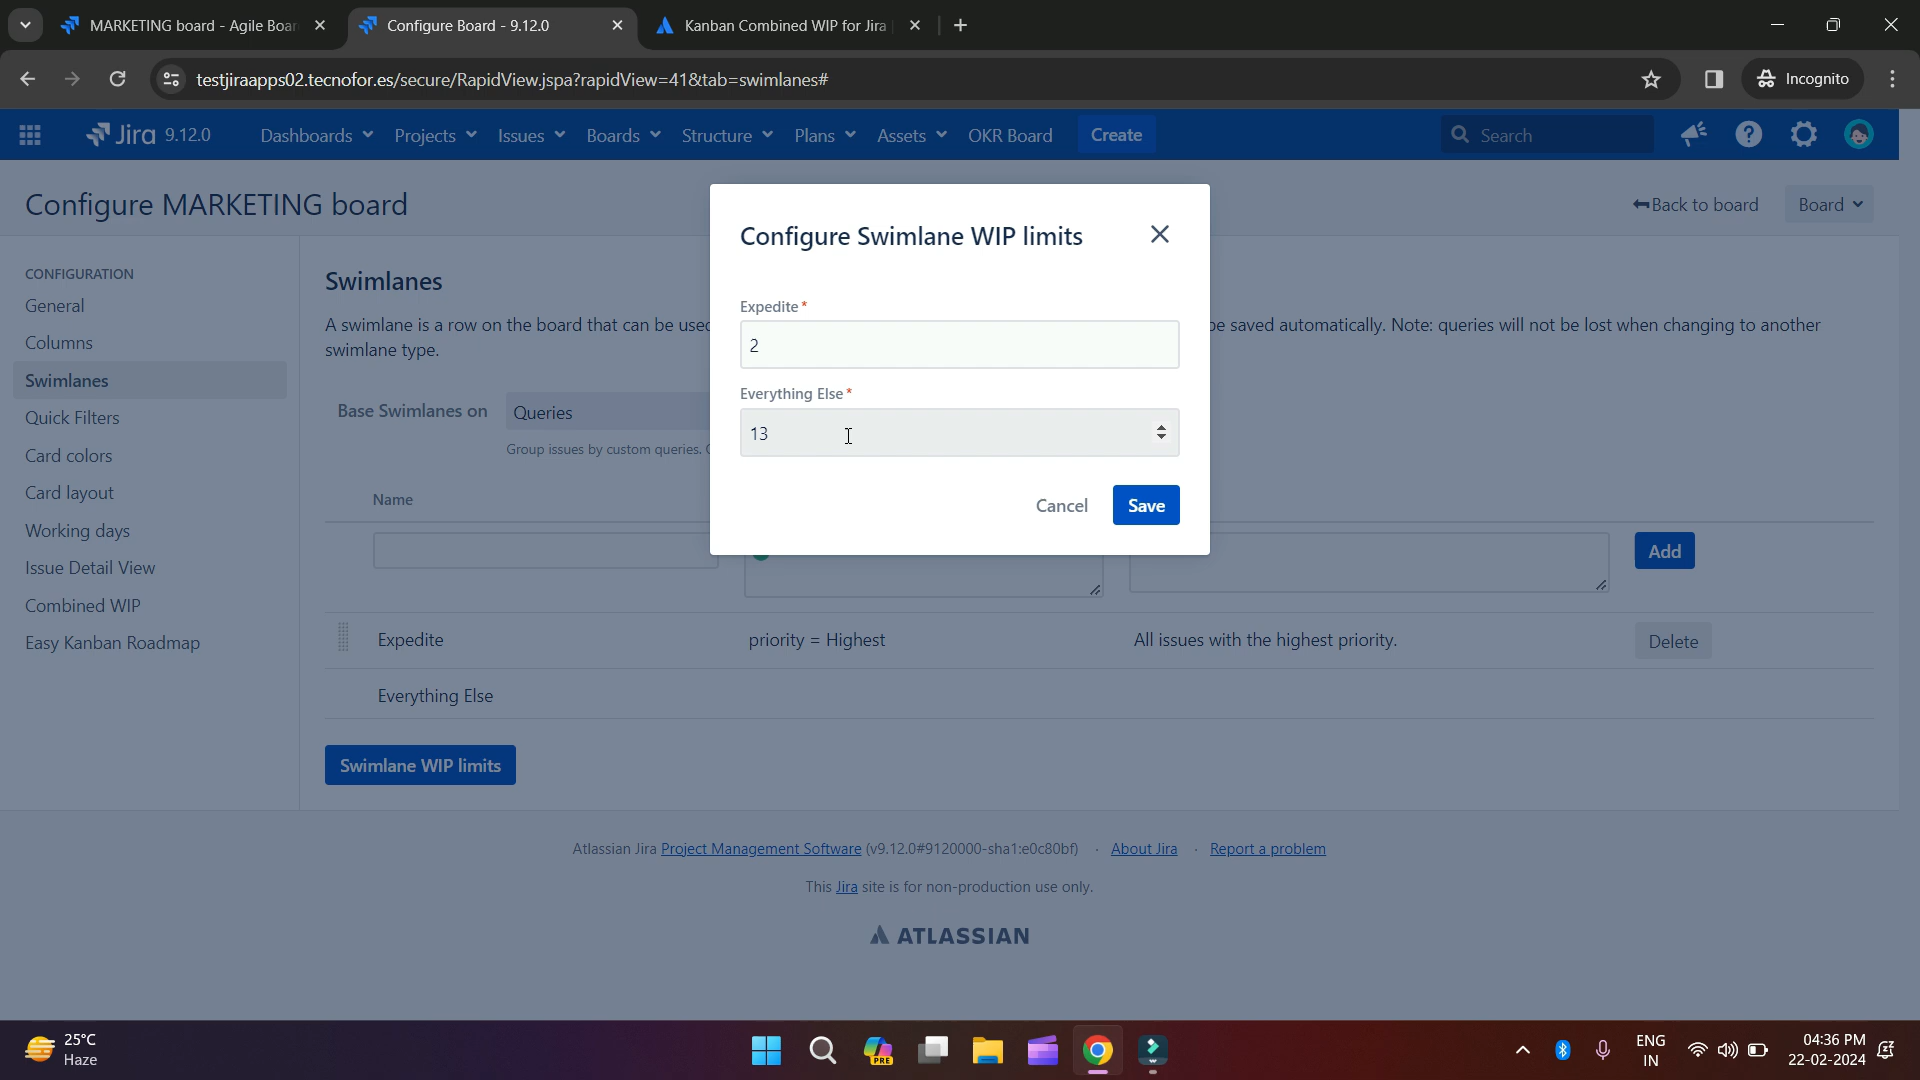 MARKETING board - Agile Boar
Configure Board - 9.12.0
Kanban Combined WIP for Jira
testjiraapps02.tecnofor.es/secure/RapidView.jspa?rapidView=41&tab=swimlanes#
Incognito
Jira 9.12.0
Dashboards
Projects
Issues
Boards
Structure
Plans
Assets
OKR Board
Create
Search
Configure MARKETING board
Back to board
Board
CONFIGURATION
General
Columns
Swimlanes
Quick Filters
Card colors
Card layout
Working days
Issue Detail View
Combined WIP
Easy Kanban Roadmap
Swimlanes
A swimlane is a row on the board that can be used
be saved automatically. Note: queries will not be lost when changing to another
swimlane type.
Base Swimlanes on
Queries
Group issues by custom queries.
Configure Swimlane WIP limits
Expedite *
2
Everything Else *
13
Cancel
Save
Name
Add
Expedite
priority = Highest
All issues with the highest priority.
Delete
Everything Else
Swimlane WIP limits
Atlassian Jira Project Management Software (v9.12.0#9120000-sha1:e0c80bf) · About Jira · Report a problem
This Jira site is for non-production use only.
ATLASSIAN
25°C
Haze
PRE
ENG
IN
04:36 PM
22-02-2024